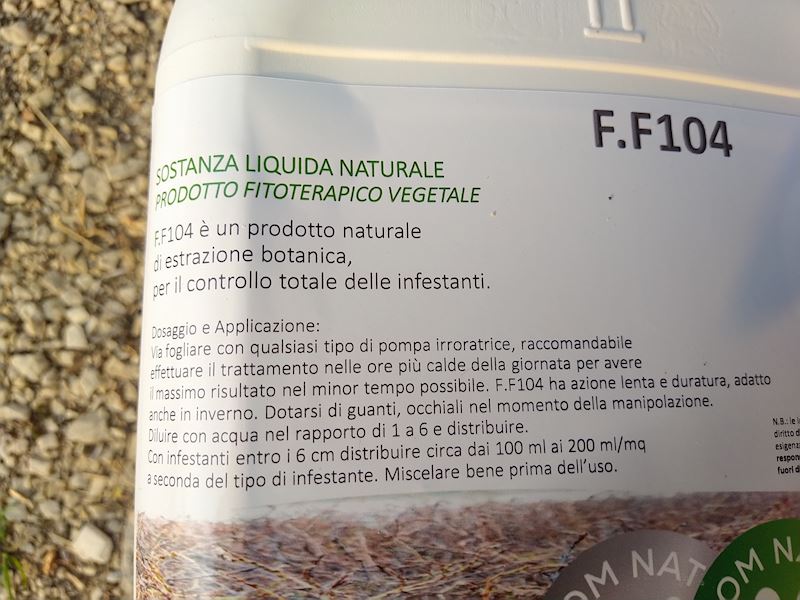 F.F104
SOSTANZA LIQUIDA NATURALE
PRODOTTO FITOTERAPICO VEGETALE
F.F104 è un prodotto naturale
di estrazione botanica,
per il controllo totale delle infestanti.
Dosaggio e Applicazione:
Via fogliare con qualsiasi tipo di pompa irroratrice, raccomandabile
effettuare il trattamento nelle ore più calde della giornata per avere
il massimo risultato nel minor tempo possibile. F.F104 ha azione lenta e duratura, adatto
anche in inverno. Dotarsi di guanti, occhiali nel momento della manipolazione.
Diluire con acqua nel rapporto di 1 a 6 e distribuire.
Con infestanti entro i 6 cm distribuire circa dai 100 ml ai 200 ml/mq
a seconda del tipo di infestante. Miscelare bene prima dell'uso.
N.B.: le
diritto d
esigenz
respon
fuori d
OM NAT
OM N